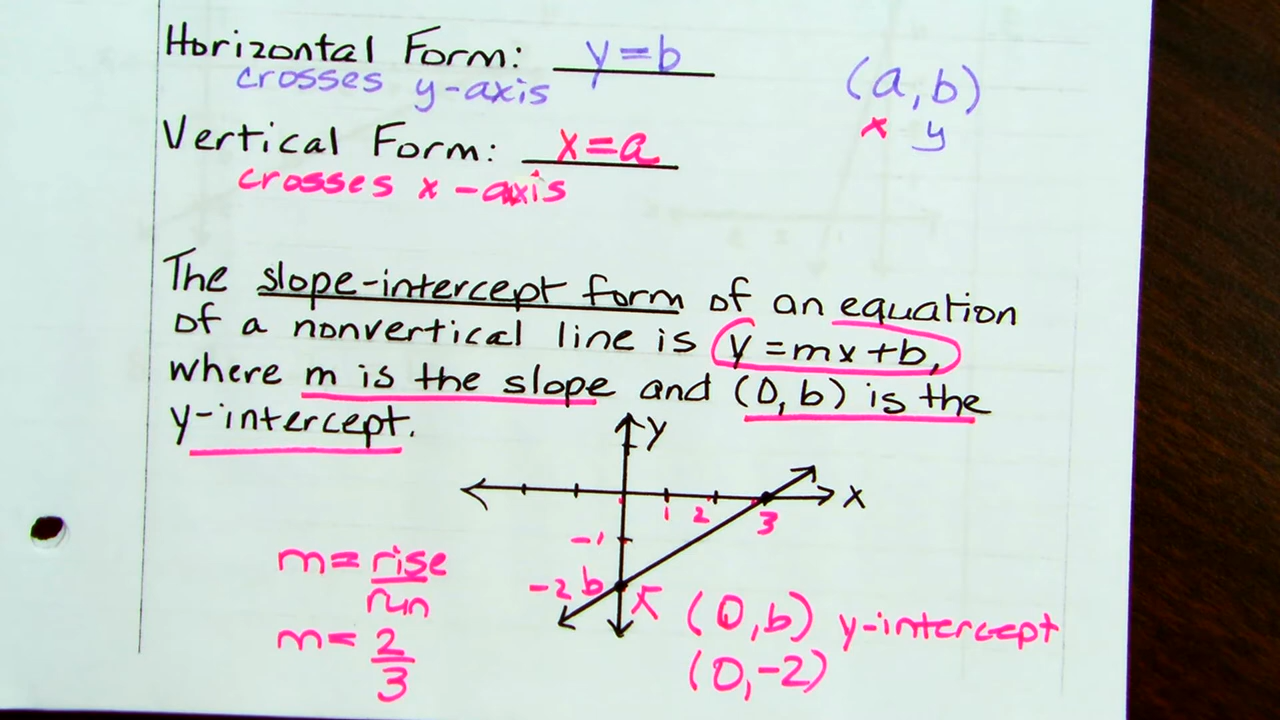 Horizontal Form: y=b
crosses y-axis
(a,b)
x y
Vertical Form: x=a
crosses x-axis
The slope-intercept form of an equation
of a nonvertical line is y=mx+b,
where m is the slope and (0,b) is the
y-intercept.
y
x
1 2 3
-1
-2 b
m=rise
run
m=2
3
(0,b) y-intercept
(0,-2)